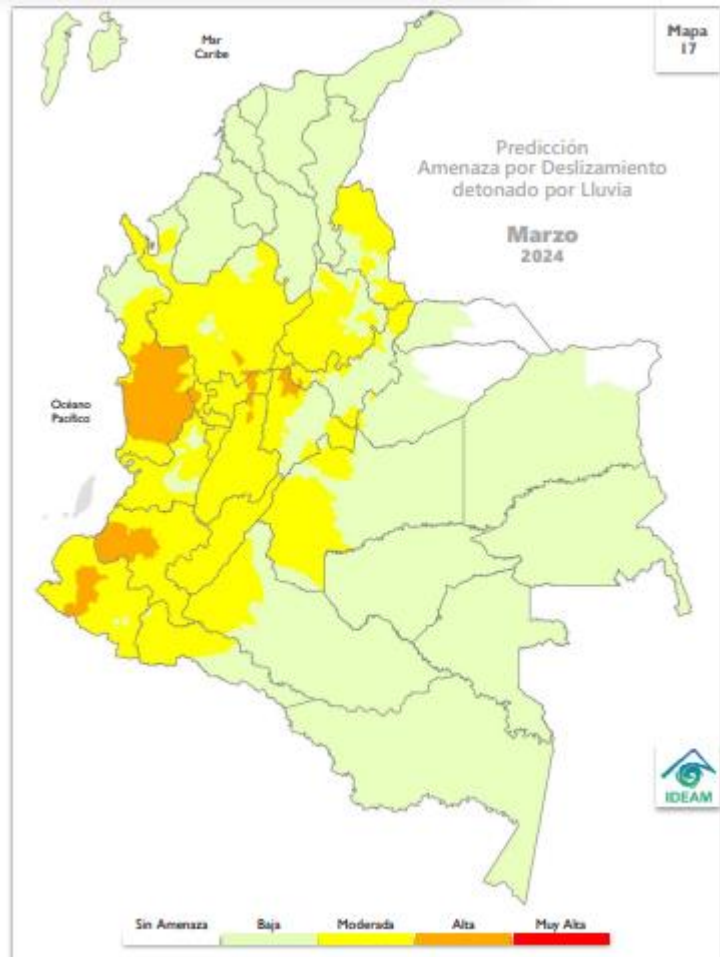 Mar
Caribe
Mapa
17
Predicción
Amenaza por Deslizamiento
detonado por Lluvia
Marzo
2024
Océano
Pacífico
IDEAM
Sin Amenaza Baja Moderada Alta Muy Alta